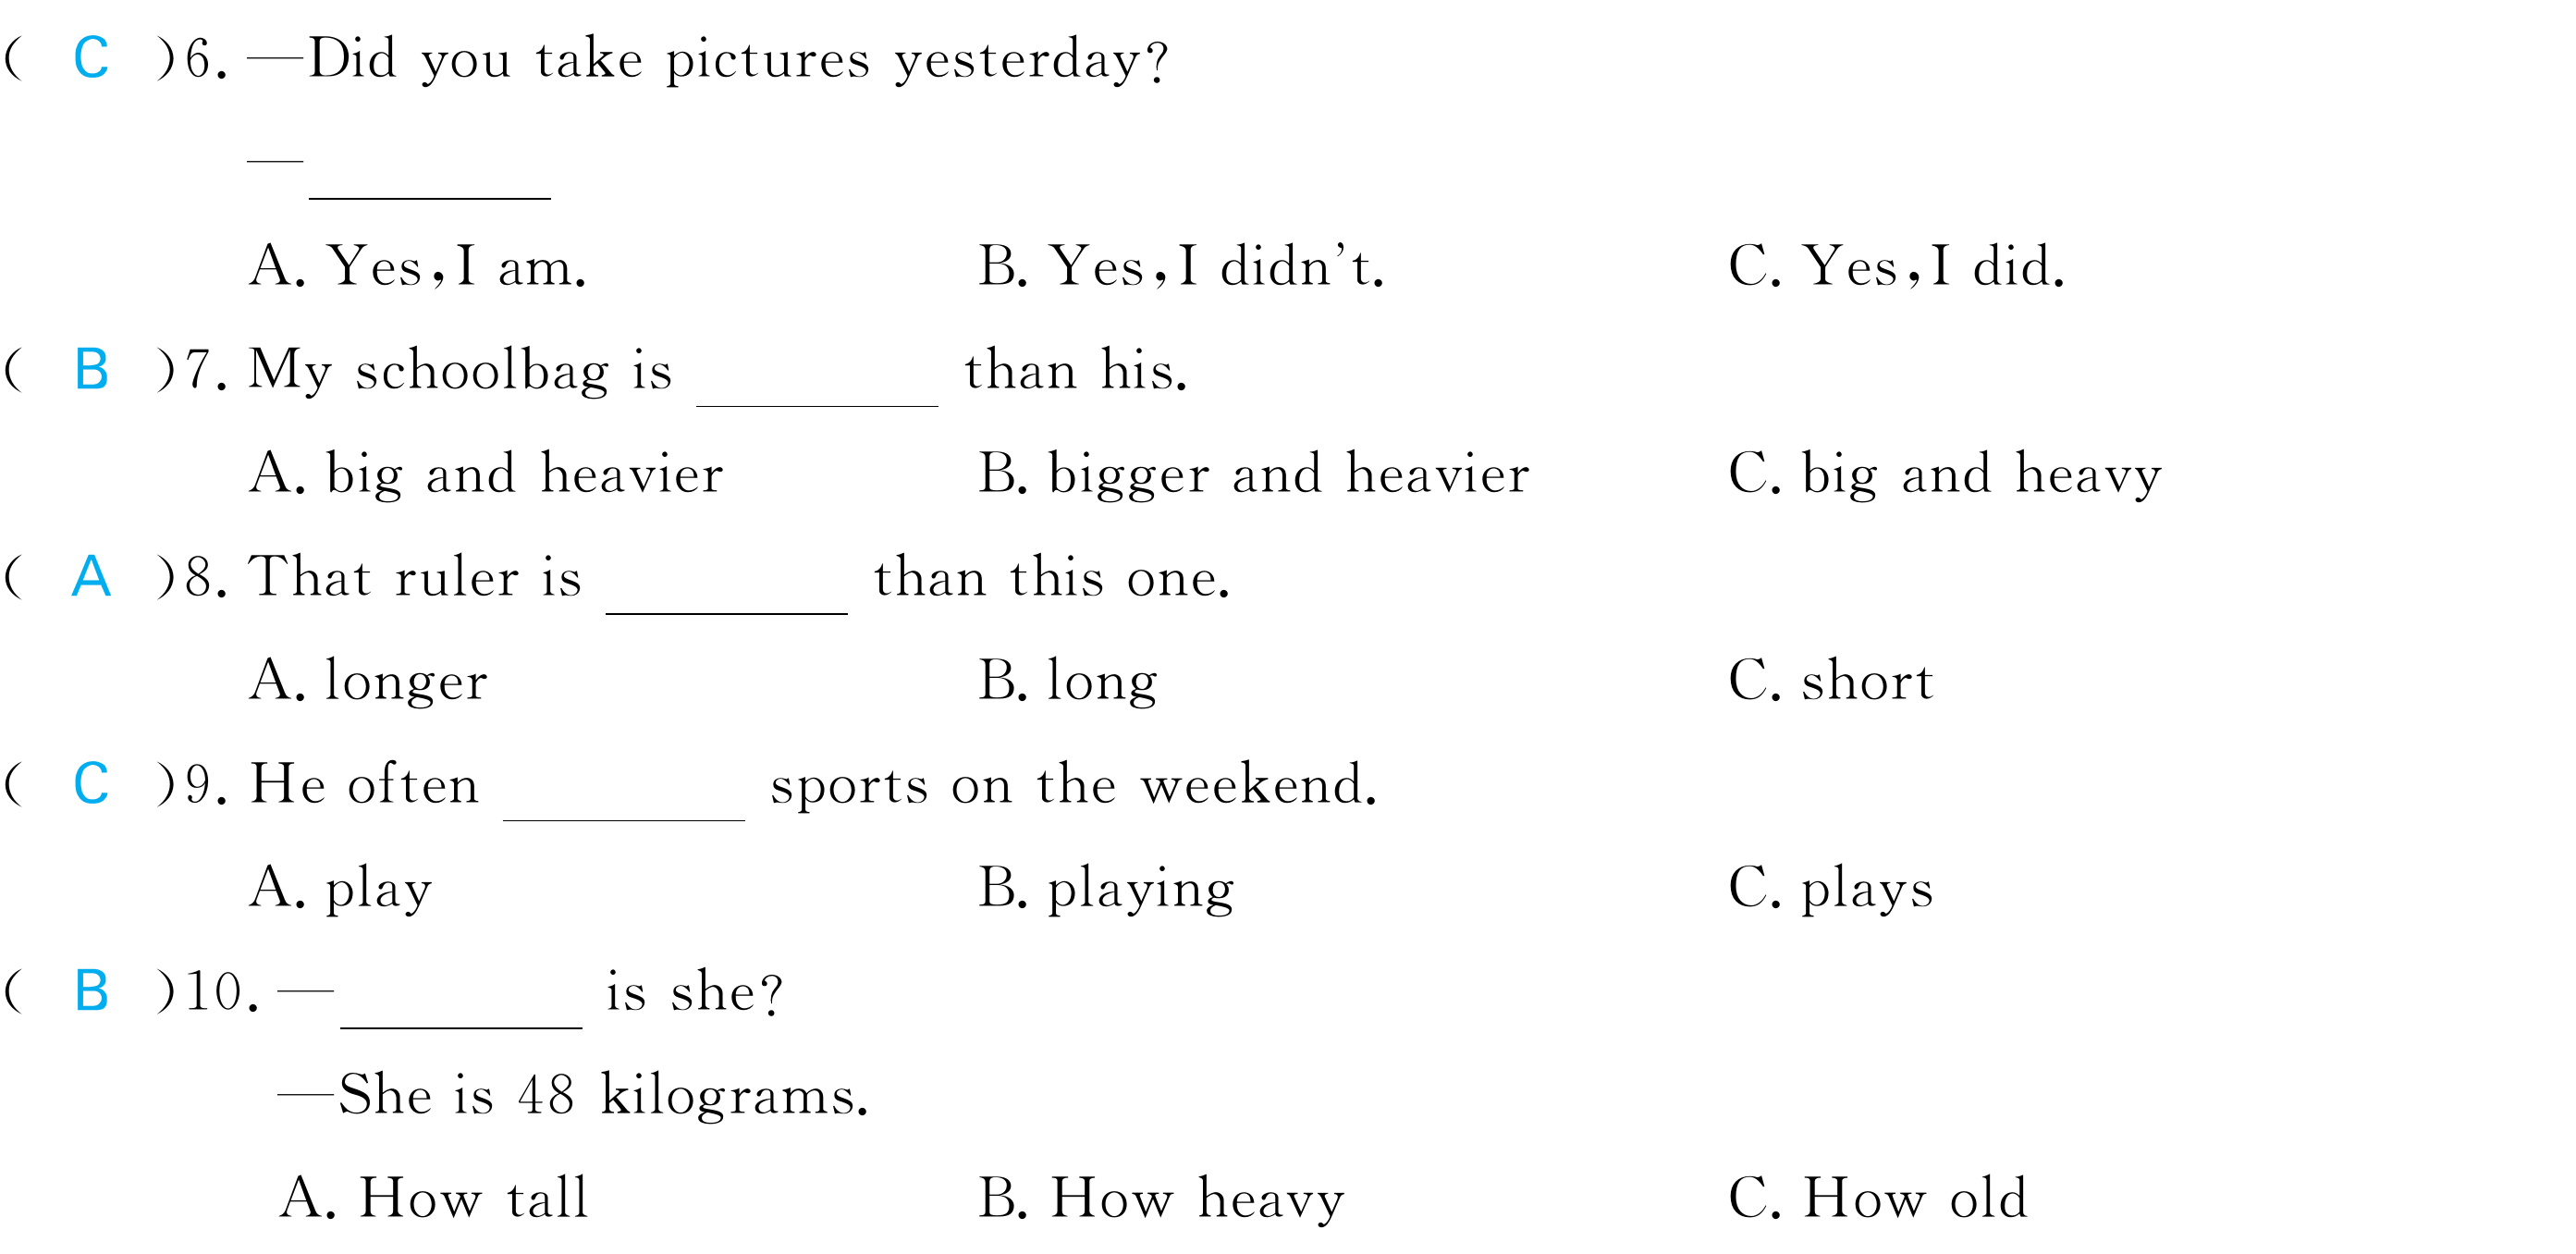 ( C )6. —Did you take pictures yesterday?
—________
A. Yes,I am. B. Yes,I didn't. C. Yes,I did.
( B )7. My schoolbag is ________ than his.
A. big and heavier B. bigger and heavier C. big and heavy
( A )8. That ruler is ________ than this one.
A. longer B. long C. short
( C )9. He often ________ sports on the weekend.
A. play B. playing C. plays
( B )10. —________ is she?
—She is 48 kilograms.
A. How tall B. How heavy C. How old